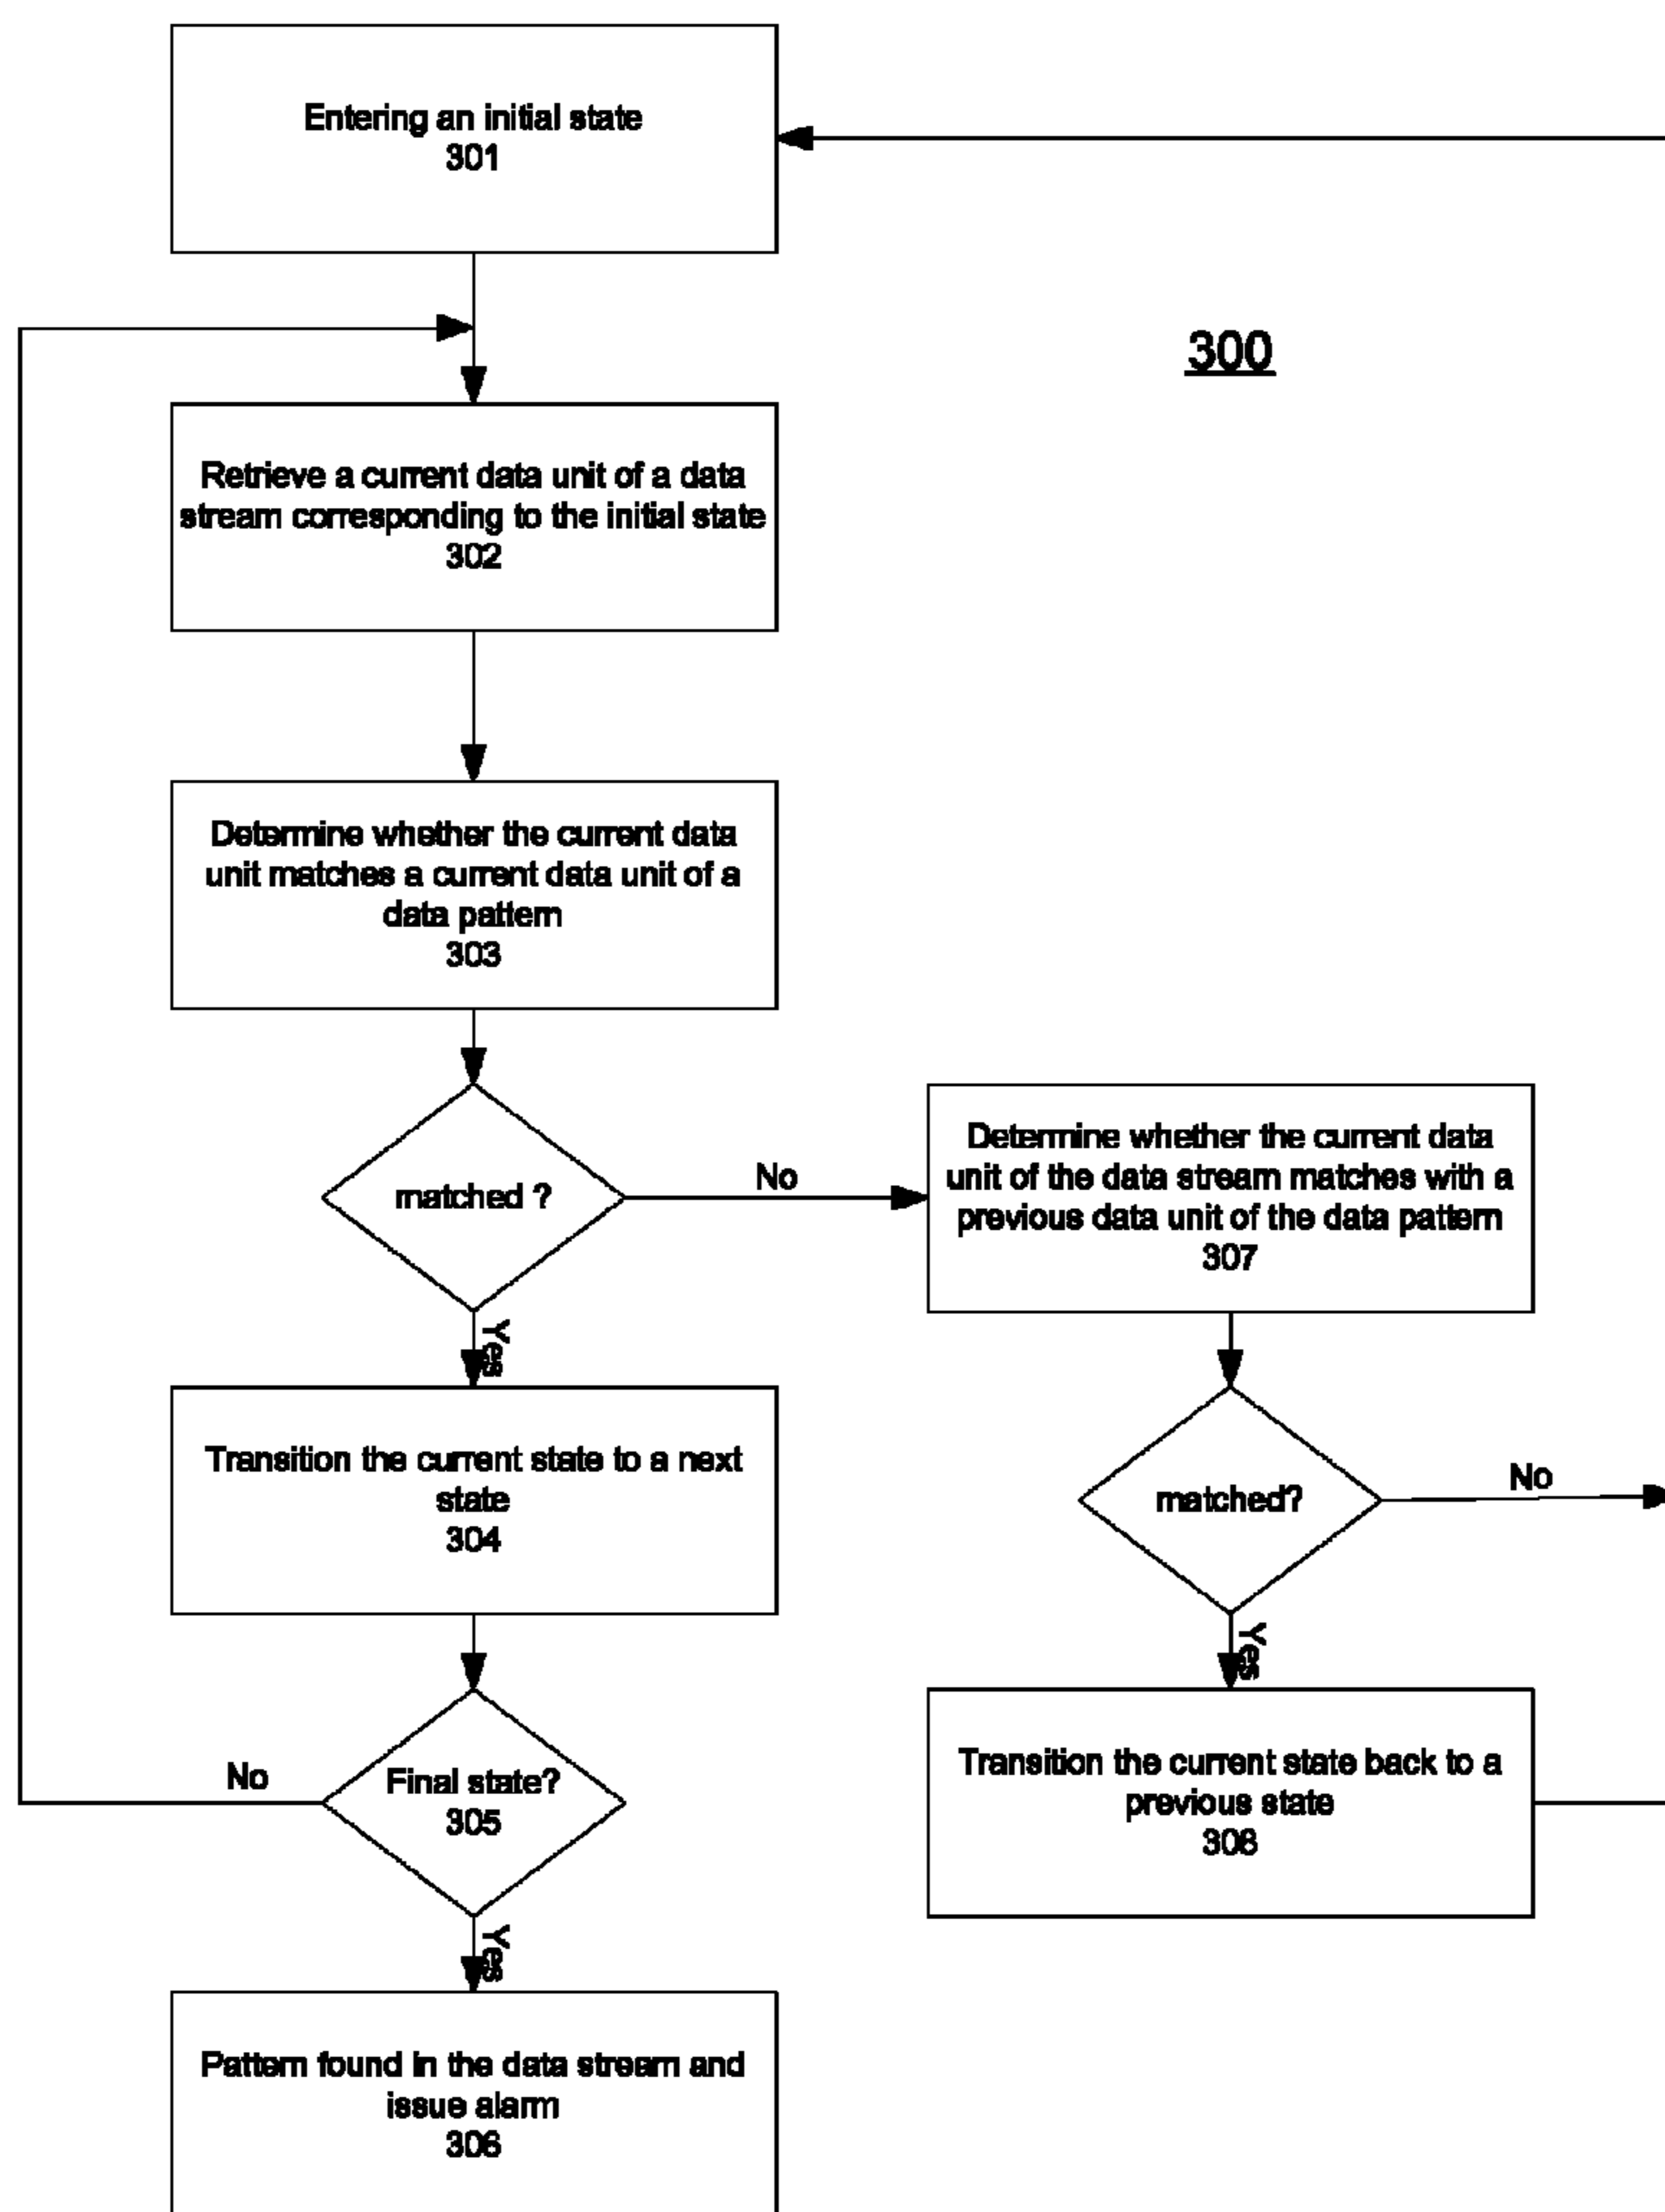 Entering an initial state
301
300
Retrieve a current data unit of a data
stream corresponding to the initial state
302
Determine whether the current data
unit matches a current data unit of a
data pattern
303
matched ?
No
Yes
Determine whether the current data
unit of the data stream matches with a
previous data unit of the data pattern
307
Transition the current state to a next
state
304
matched?
No
Yes
Final state?
305
No
Yes
Transition the current state back to a
previous state
308
Pattern found in the data stream and
issue alarm
306